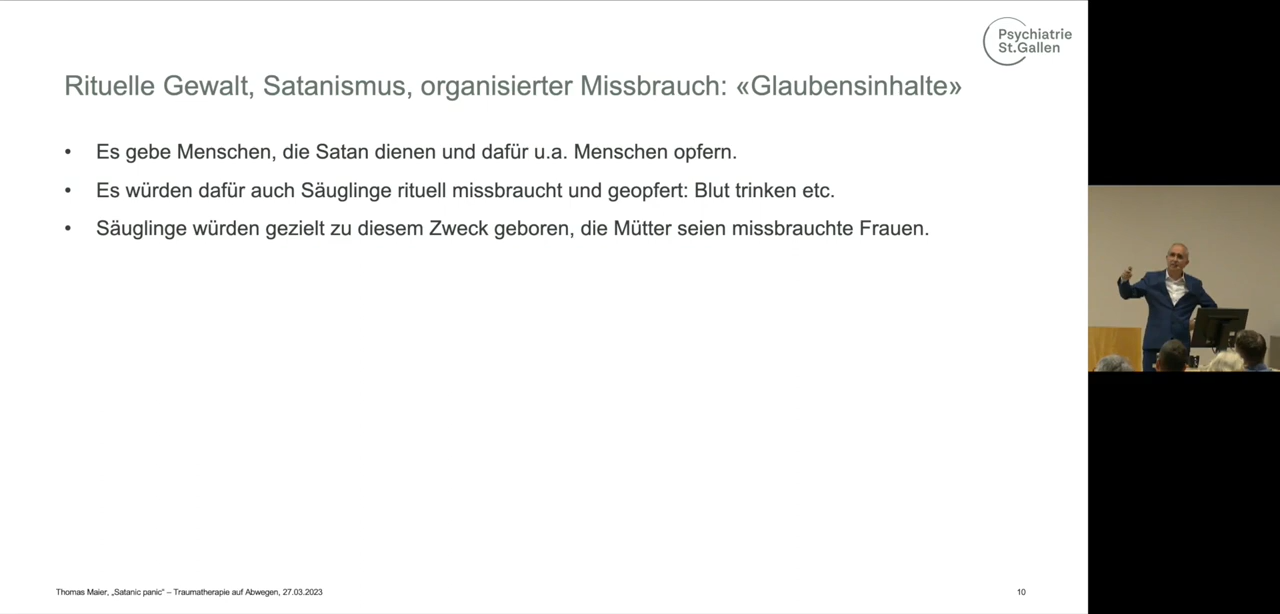 Psychiatrie
St.Gallen
Rituelle Gewalt, Satanismus, organisierter Missbrauch: «Glaubensinhalte»
• Es gebe Menschen, die Satan dienen und dafür u.a. Menschen opfern.
• Es würden dafür auch Säuglinge rituell missbraucht und geopfert: Blut trinken etc.
• Säuglinge würden gezielt zu diesem Zweck geboren, die Mütter seien missbrauchte Frauen.
Thomas Maier, „Satanic panic“ – Traumatherapie auf Abwegen, 27.03.2023
10